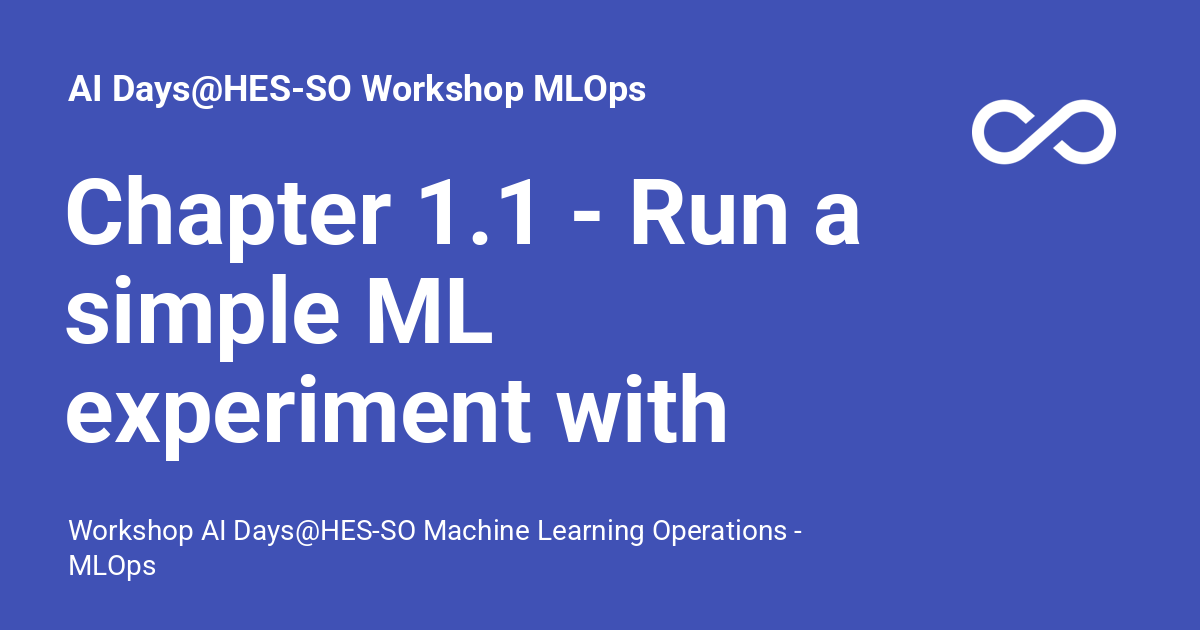 AI Days@HES-SO Workshop MLOps
Chapter 1.1 - Run a
simple ML
experiment with
Workshop AI Days@HES-SO Machine Learning Operations -
MLOps